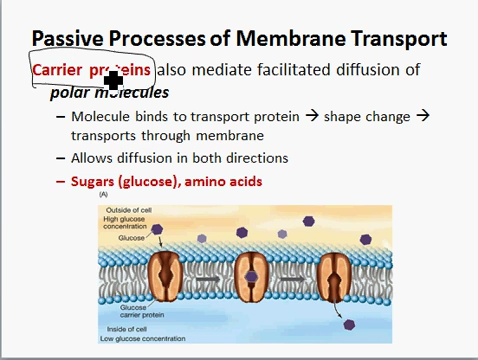 Passive Processes of Membrane Transport
Carrier proteins also mediate facilitated diffusion of
polar molecules
– Molecule binds to transport protein → shape change →
transports through membrane
– Allows diffusion in both directions
– Sugars (glucose), amino acids
(A)
Outside of cell
High glucose
concentration
Glucose
Glucose
carrier protein
Inside of cell
Low glucose concentration